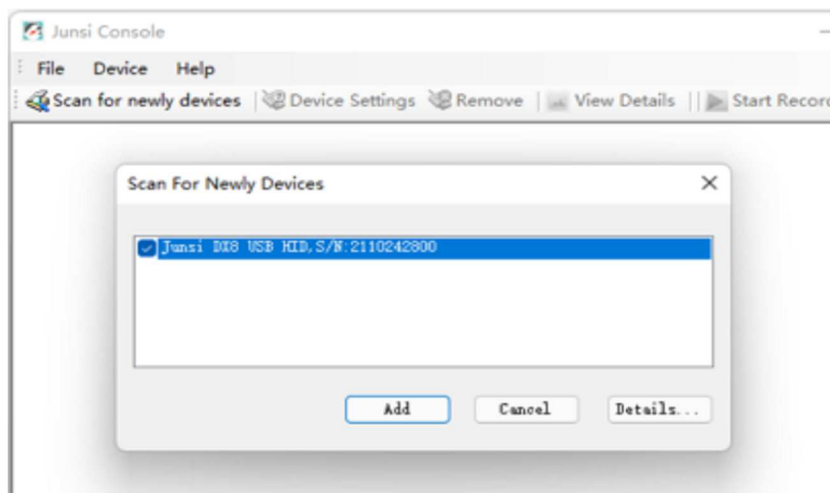 Junsi Console
File Device Help
Scan for newly devices Device Settings Remove View Details Start Recor
Scan For Newly Devices
Junsi DX8 USB HID,S/N:2110242800
Add Cancel Details...